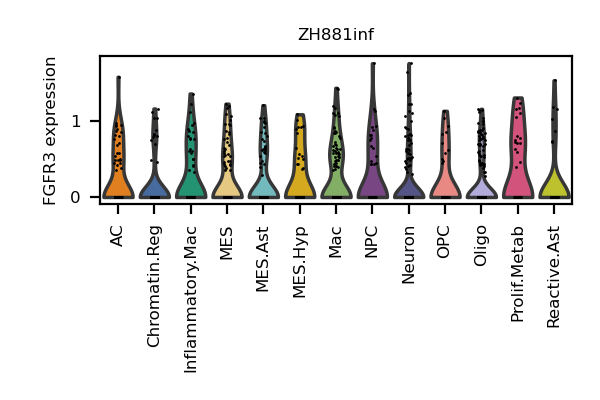 ZH881inf
FGFR3 expression
1
0
AC
Chromatin.Reg
Inflammatory.Mac
MES
MES.Ast
MES.Hyp
Mac
NPC
Neuron
OPC
Oligo
Prolif.Metab
Reactive.Ast